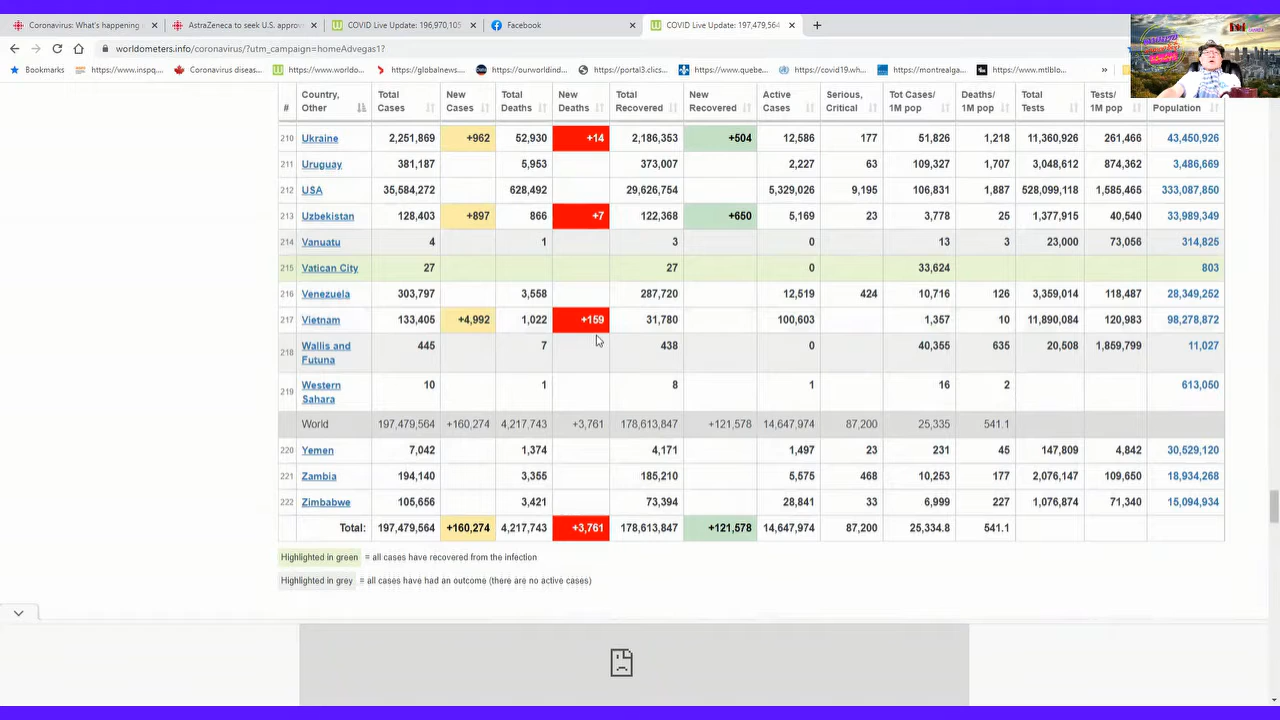 Coronavirus: What's happening
AstraZeneca to seek U.S. approv
COVID Live Update: 196,970,105
Facebook
COVID Live Update: 197,479,564
worldometers.info/coronavirus/?utm_campaign=homeAdvegas1?
Bookmarks
https://www.inspq...
Coronavirus diseas...
https://www.worldo...
https://globalnews...
https://ourworldind...
https://portal3.clics...
https://www.quebe...
https://covid19.wh...
https://montrealga...
https://www.mtlblo...
# Country, Other Total Cases New Cases Total Deaths New Deaths Total Recovered New Recovered Active Cases Serious, Critical Tot Cases/ 1M pop Deaths/ 1M pop Total Tests Tests/ 1M pop Population
210 Ukraine 2,251,869 +962 52,930 +14 2,186,353 +504 12,586 177 51,826 1,218 11,360,926 261,466 43,450,926
211 Uruguay 381,187 5,953 373,007 2,227 63 109,327 1,707 3,048,612 874,362 3,486,669
212 USA 35,584,272 628,492 29,626,754 5,329,026 9,195 106,831 1,887 528,099,118 1,585,465 333,087,850
213 Uzbekistan 128,403 +897 866 +7 122,368 +650 5,169 23 3,778 25 1,377,915 40,540 33,989,349
214 Vanuatu 4 1 3 0 13 3 23,000 73,056 314,825
215 Vatican City 27 27 0 33,624 803
216 Venezuela 303,797 3,558 287,720 12,519 424 10,716 126 3,359,014 118,487 28,349,252
217 Vietnam 133,405 +4,992 1,022 +159 31,780 100,603 1,357 10 11,890,084 120,983 98,278,872
218 Wallis and Futuna 445 7 438 0 40,355 635 20,508 1,859,799 11,027
219 Western Sahara 10 1 8 1 16 2 613,050
World 197,479,564 +160,274 4,217,743 +3,761 178,613,847 +121,578 14,647,974 87,200 25,335 541.1
220 Yemen 7,042 1,374 4,171 1,497 23 231 45 147,809 4,842 30,529,120
221 Zambia 194,140 3,355 185,210 5,575 468 10,253 177 2,076,147 109,650 18,934,268
222 Zimbabwe 105,656 3,421 73,394 28,841 33 6,999 227 1,076,874 71,340 15,094,934
Total: 197,479,564 +160,274 4,217,743 +3,761 178,613,847 +121,578 14,647,974 87,200 25,334.8 541.1
Highlighted in green = all cases have recovered from the infection
Highlighted in grey = all cases have had an outcome (there are no active cases)